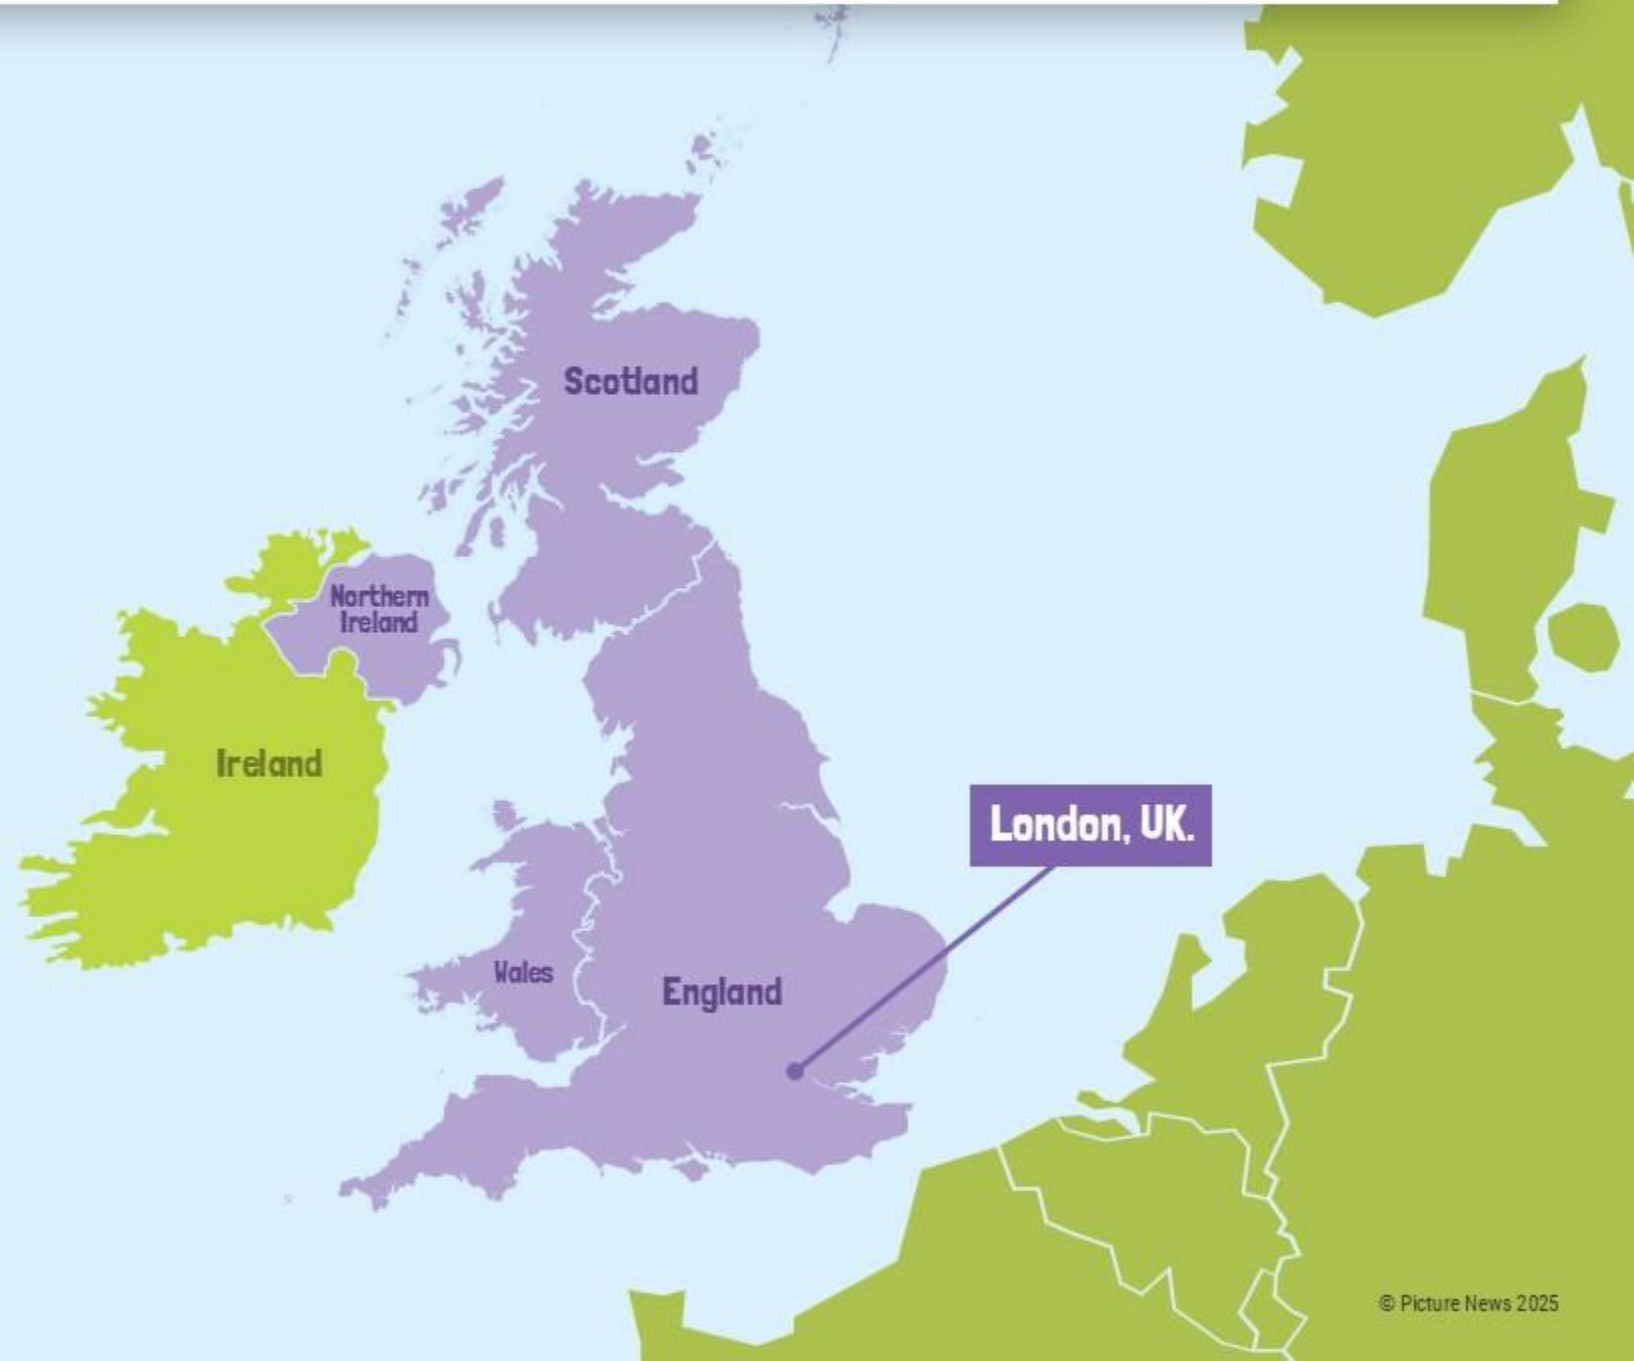 Scotland
Northern
Ireland
Ireland
London, UK.
Wales
England
© Picture News 2025